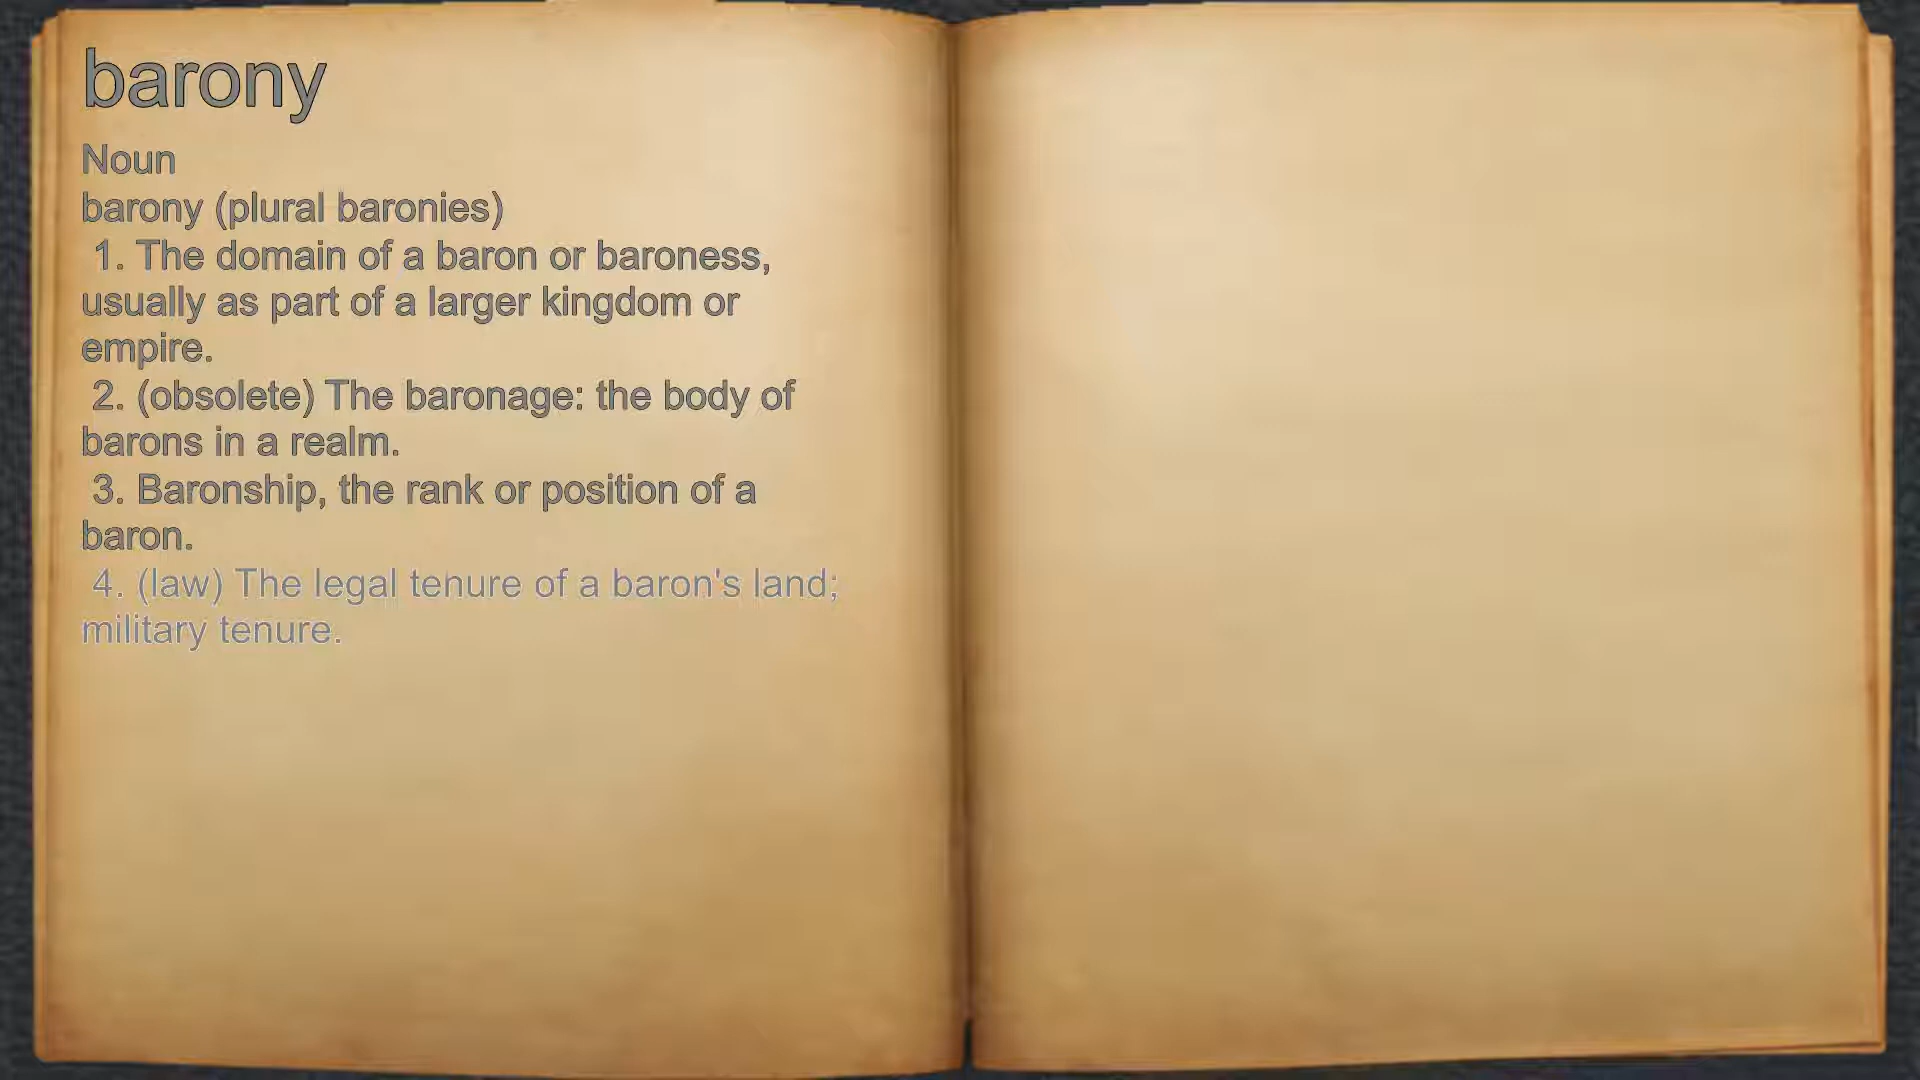 barony
Noun
barony (plural baronies)
1. The domain of a baron or baroness,
usually as part of a larger kingdom or
empire.
2. (obsolete) The baronage: the body of
barons in a realm.
3. Baronship, the rank or position of a
baron.
4. (law) The legal tenure of a baron's land;
military tenure.